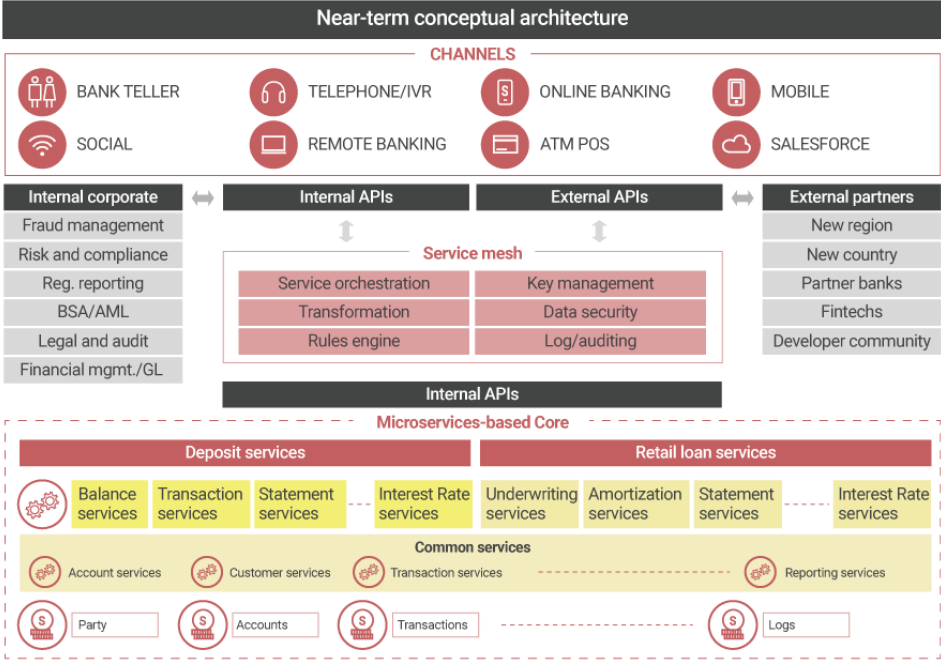 Near-term conceptual architecture
CHANNELS
BANK TELLER
TELEPHONE/IVR
ONLINE BANKING
MOBILE
SOCIAL
REMOTE BANKING
ATM POS
SALESFORCE
Internal corporate
Fraud management
Risk and compliance
Reg. reporting
BSA/AML
Legal and audit
Financial mgmt./GL
Internal APIs
External APIs
Service mesh
Service orchestration
Key management
Transformation
Data security
Rules engine
Log/auditing
External partners
New region
New country
Partner banks
Fintechs
Developer community
Internal APIs
Microservices-based Core
Deposit services
Retail loan services
Balance
services
Transaction
services
Statement
services
Interest Rate
services
Underwriting
services
Amortization
services
Statement
services
Interest Rate
services
Common services
Account services
Customer services
Transaction services
Reporting services
S
Party
S
Accounts
S
Transactions
S
Logs